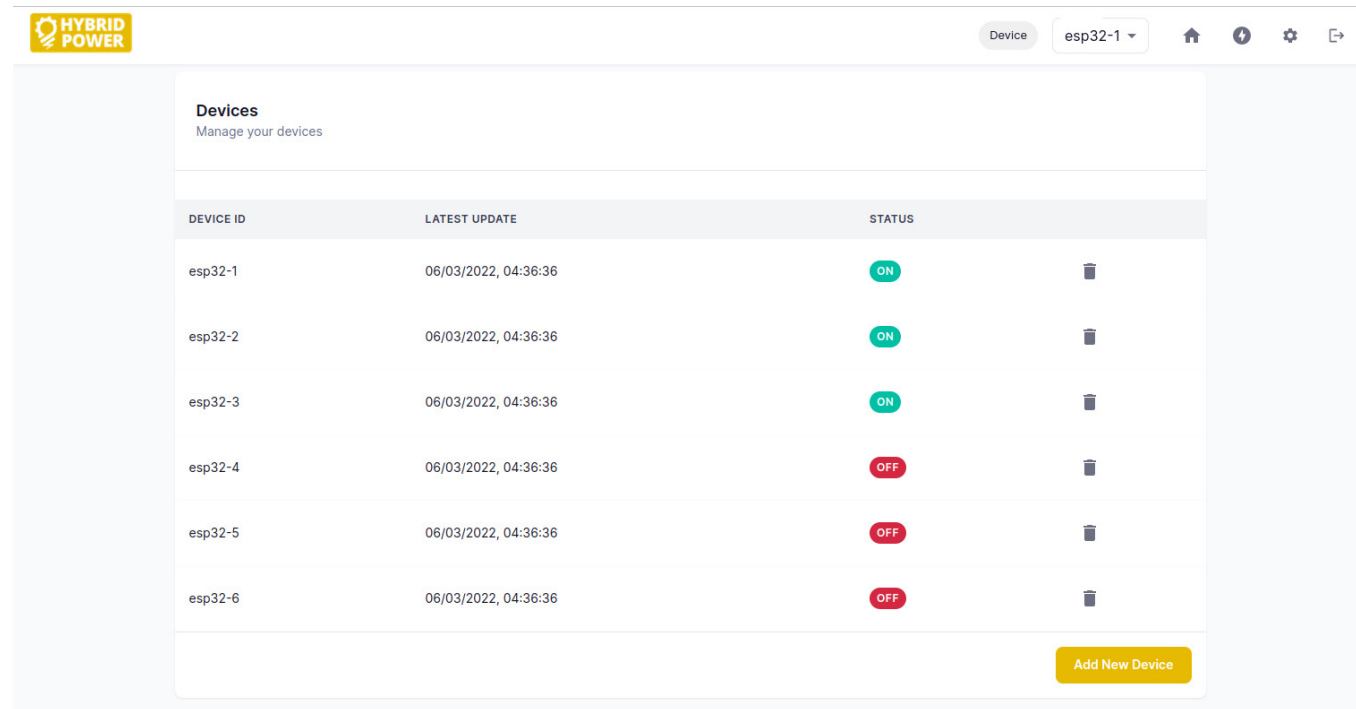 HYBRID
POWER
Device
esp32-1
Devices
Manage your devices
DEVICE ID LATEST UPDATE STATUS
esp32-1 06/03/2022, 04:36:36 ON
esp32-2 06/03/2022, 04:36:36 ON
esp32-3 06/03/2022, 04:36:36 ON
esp32-4 06/03/2022, 04:36:36 OFF
esp32-5 06/03/2022, 04:36:36 OFF
esp32-6 06/03/2022, 04:36:36 OFF
Add New Device